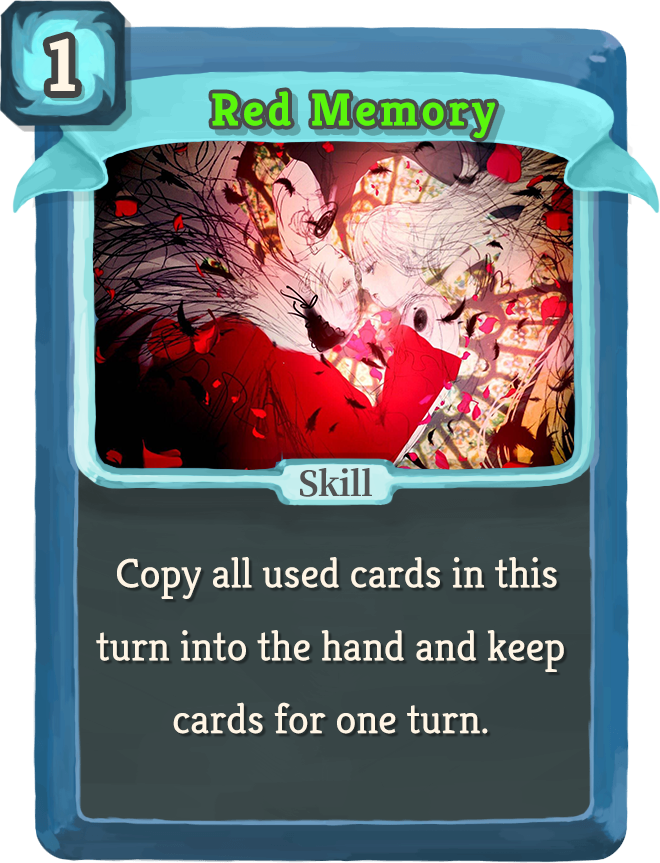 1
Red Memory
Skill
Copy all used cards in this
turn into the hand and keep
cards for one turn.